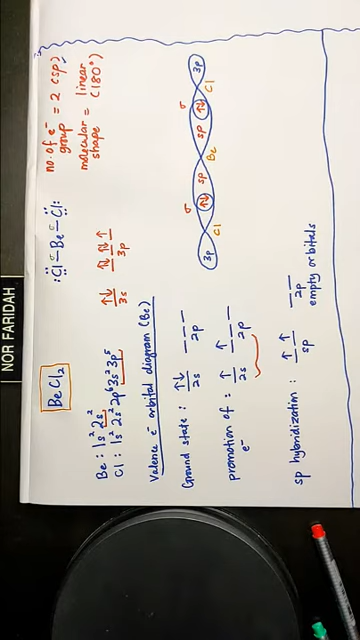 NOR FARIDAH
BeCl₂
:Cl – Be – Cl:
σ σ
no. of e⁻ group = 2 (sp)
molecular shape = linear (180°)
Be : 1s² 2s²
Cl : 1s² 2s² 2p⁶ 3s² 3p⁵
↑↓ ↑↓ ↑↓ ↑
3s 3p
Valence e⁻ orbital diagram (Be)
Ground state : ↑↓ _ _ _
2s 2p
promotion of e⁻ : ↑ ↑ _ _
2s 2p
sp hybridization : ↑ ↑ _ _
sp 2p
empty orbitals
σ σ
3p ↑↓ sp sp ↑↓ 3p
Cl Be Cl